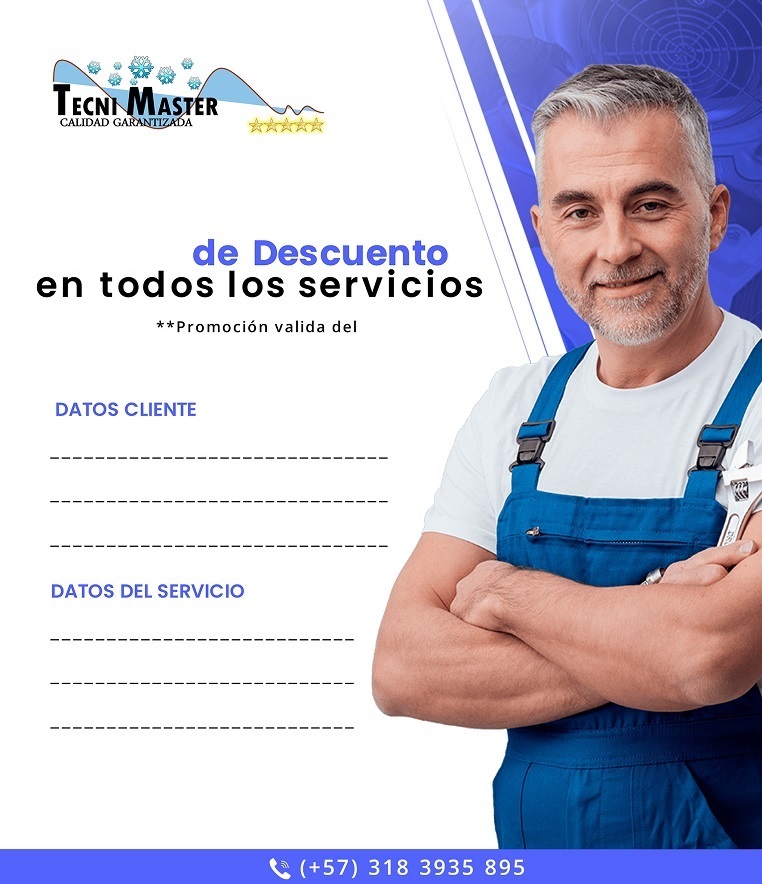 TECNI MASTER
CALIDAD GARANTIZADA
de Descuento
en todos los servicios
**Promoción valida del
DATOS CLIENTE
DATOS DEL SERVICIO
(+57) 318 3935 895